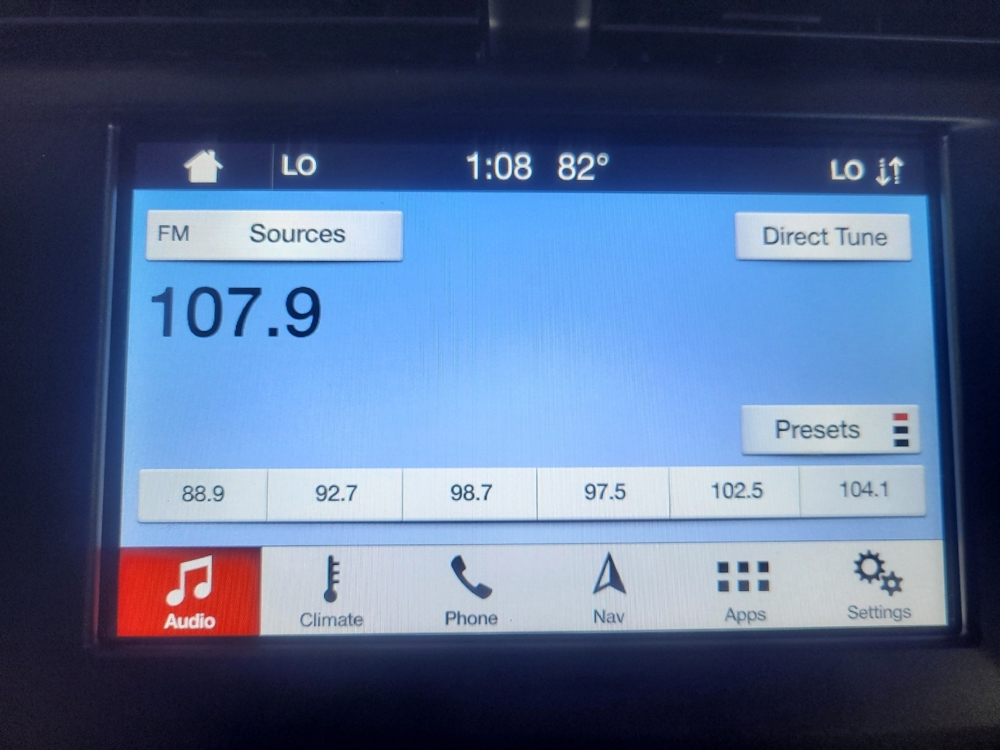 LO 1:08 82° LO
FM Sources Direct Tune
107.9
Presets
88.9 92.7 98.7 97.5 102.5 104.1
Audio Climate Phone Nav Apps Settings